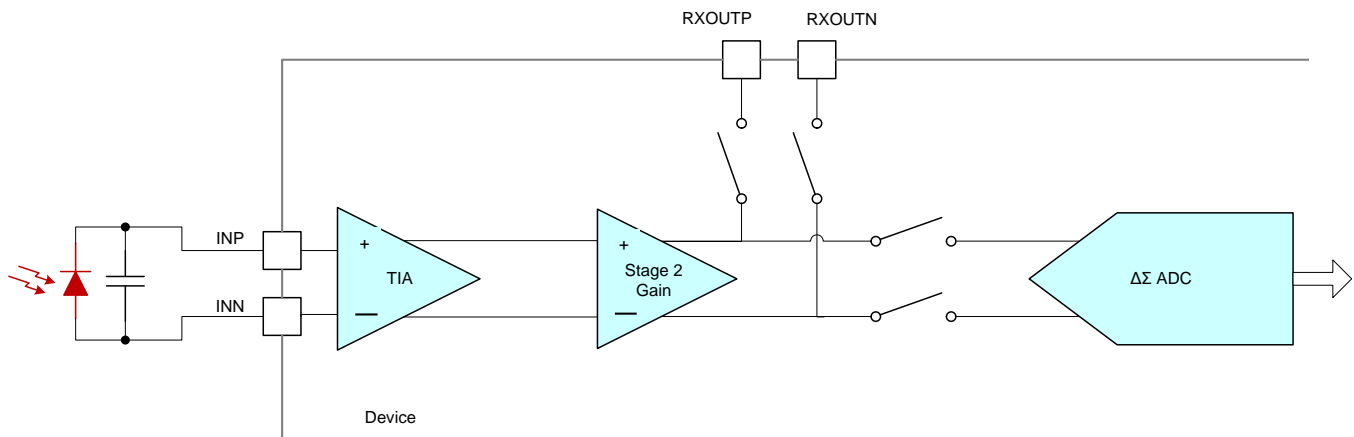 RXOUTP
RXOUTN
INP
INN
+
TIA
+
Stage 2
Gain
ΔΣ ADC
Device